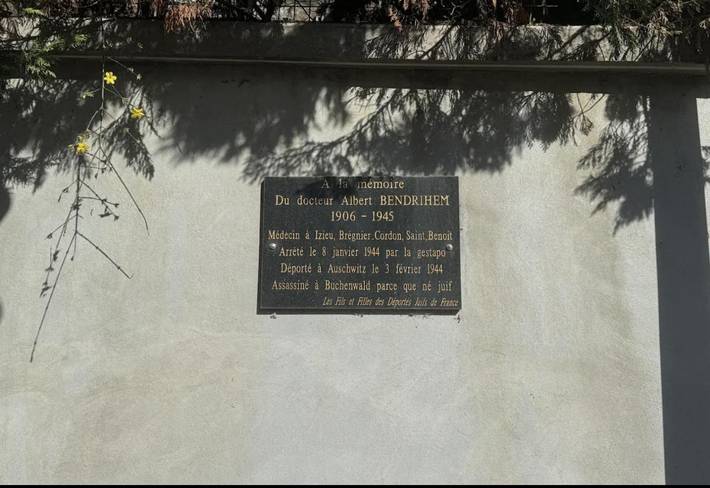 A la mémoire
Du docteur Albert BENDRIHEM
1906 - 1945
Médecin à Izieu, Brégnier.Cordon, Saint.Benoit
Arrêté le 8 janvier 1944 par la gestapo
Déporté à Auschwitz le 3 février 1944
Assassiné à Buchenwald parce que né juif
Les Fils et Filles des Déportés Juifs de France